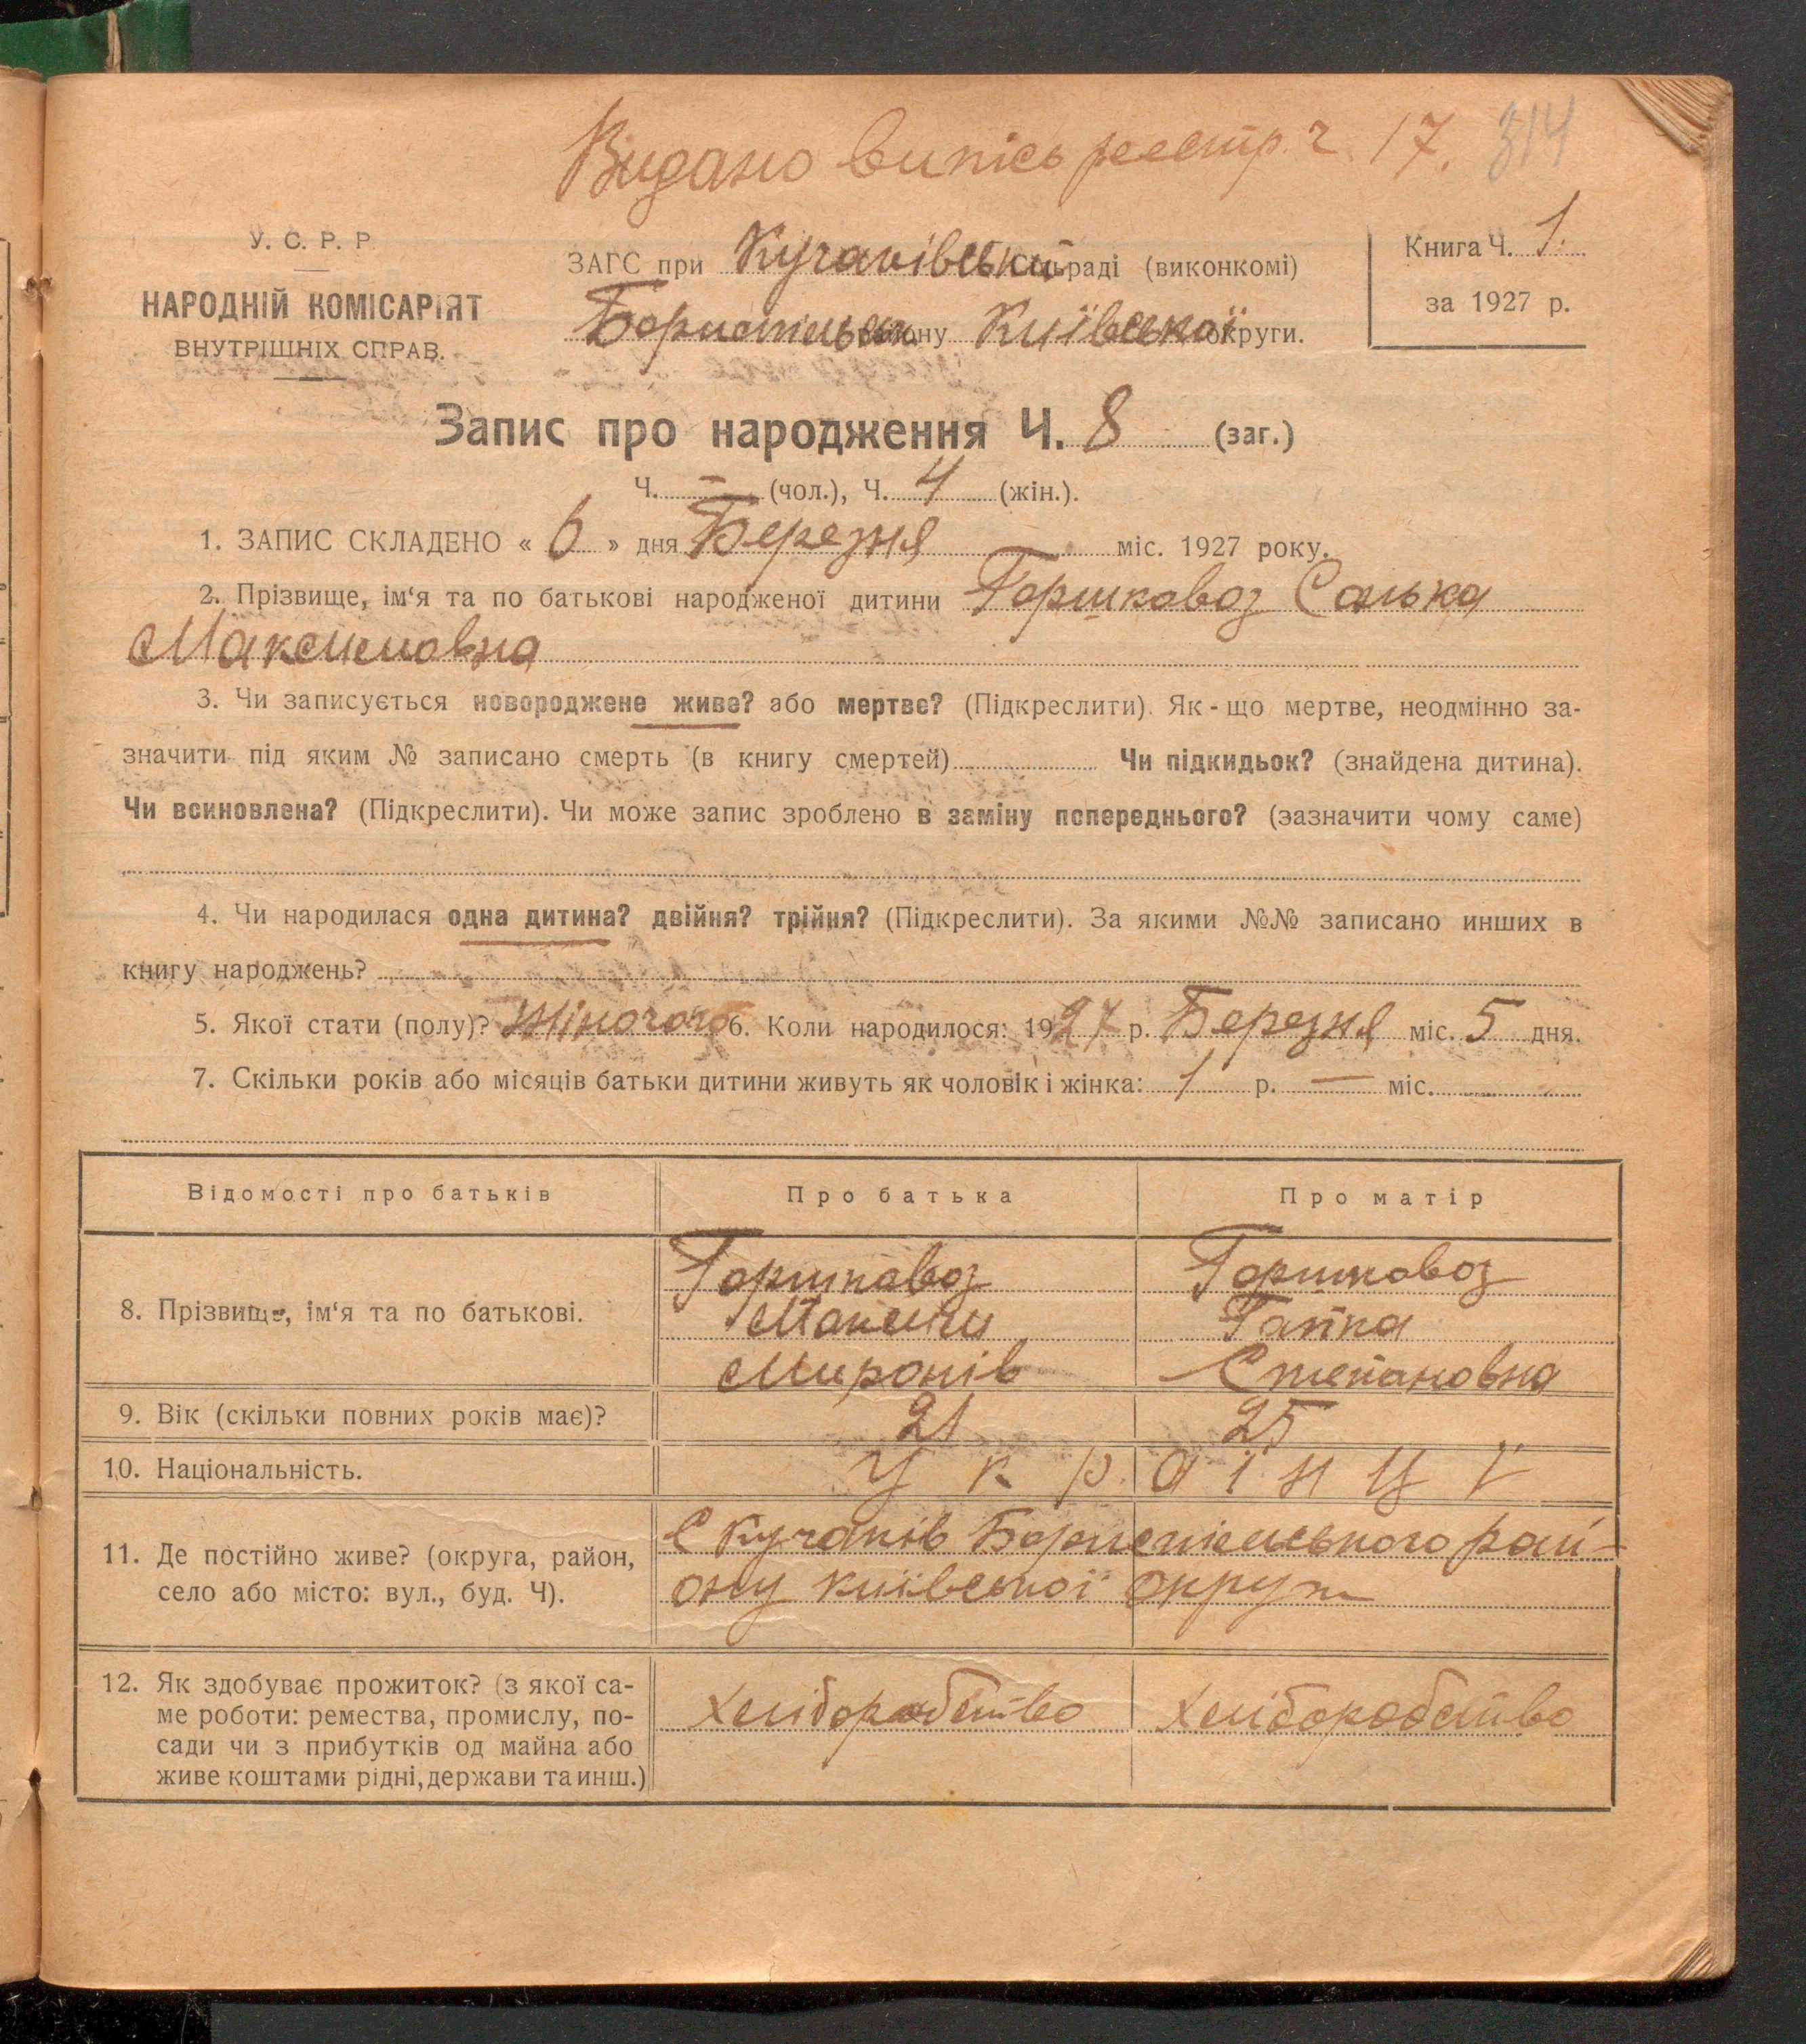 Видано випісь реєстр. ч. 17. 314
У. С. Р. Р.
НАРОДНІЙ КОМІСАРІЯТ
ВНУТРІШНІХ СПРАВ.
ЗАГС при Кучаківській сільраді (виконкомі)
Бориспільськ району Київської округи.
Книга Ч. 1.
за 1927 р.
Запис про народження Ч. 8 (заг.)
Ч. – (чол.), Ч. 4 (жін.).
1. ЗАПИС СКЛАДЕНО « 6 » дня Березня міс. 1927 року.
2. Прізвище, ім‘я та по батькові народженої дитини Горшковоз Санька
Максимовна
3. Чи записується новороджене живе? або мертве? (Підкреслити). Як-що мертве, неодмінно за-
значити під яким № записано смерть (в книгу смертей) Чи підкидьок? (знайдена дитина).
Чи всиновлена? (Підкреслити). Чи може запис зроблено в заміну попереднього? (зазначити чому саме)
4. Чи народилася одна дитина? двійня? трійня? (Підкреслити). За якими №№ записано инших в
книгу народжень?
5. Якої стати (полу)? Жіночого 6. Коли народилося: 1927 р. Березня міс. 5 дня.
7. Скільки років або місяців батьки дитини живуть як чоловік і жінка: 1 р. — міс.
Відомості про батьків Про батька Про матір
8. Прізвище, ім‘я та по батькові.
Горшковоз Горшковоз
Максим Гапка
Миронів Степановна
9. Вік (скільки повних років має)? 21 25
10. Національність. Українці
11. Де постійно живе? (округа, район,
село або місто: вул., буд. Ч).
С Кучаків Бориспільського рай-
ону київської округи
12. Як здобуває прожиток? (з якої са-
ме роботи: ремества, промислу, по-
сади чи з прибутків од майна або
живе коштами рідні, держави та инш.)
Хліборобство Хліборобство